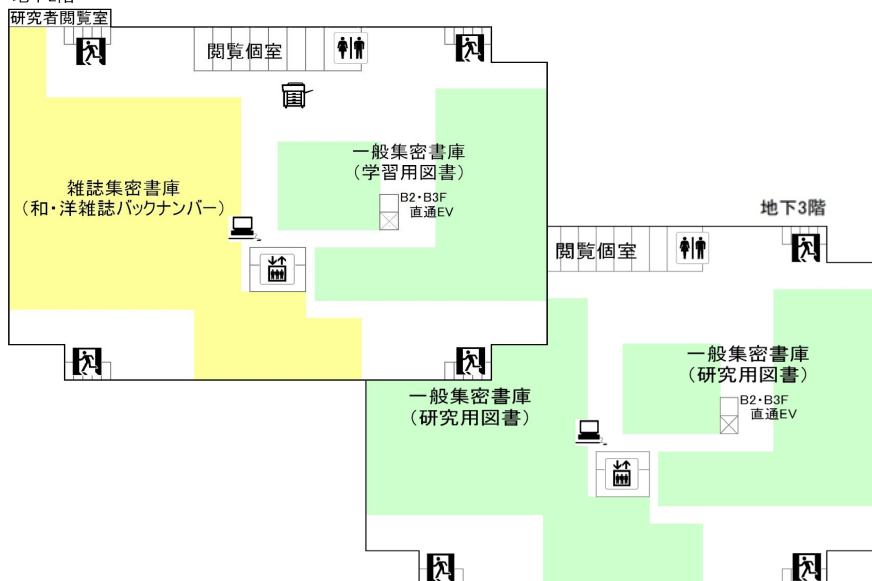 研究者閲覧室
閲覧個室
一般集密書庫
（学習用図書）
雑誌集密書庫
（和・洋雑誌バックナンバー）
B2・B3F
直通EV
地下3階
閲覧個室
一般集密書庫
（研究用図書）
B2・B3F
直通EV
一般集密書庫
（研究用図書）